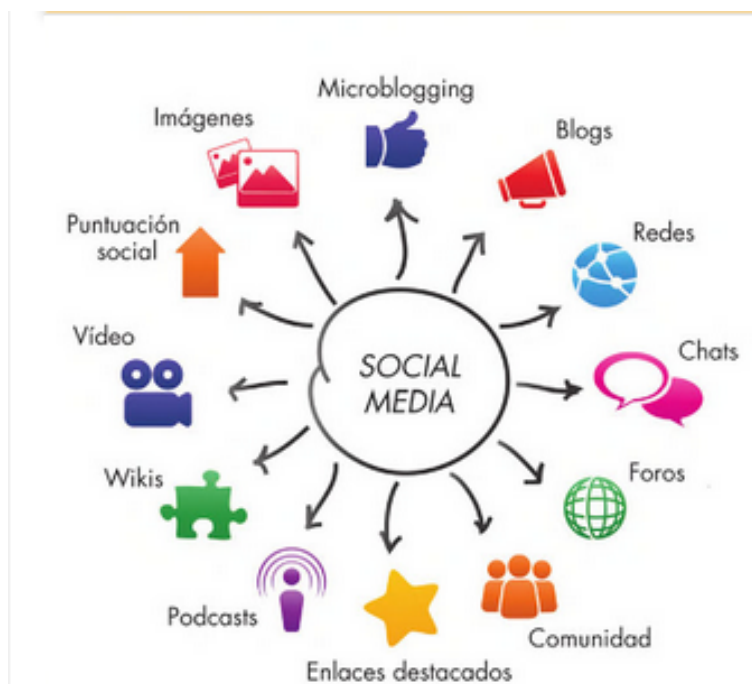 Microblogging
Imágenes
Blogs
Puntuación
social
Redes
Vídeo
SOCIAL
MEDIA
Chats
Wikis
Foros
Podcasts
Comunidad
Enlaces destacados